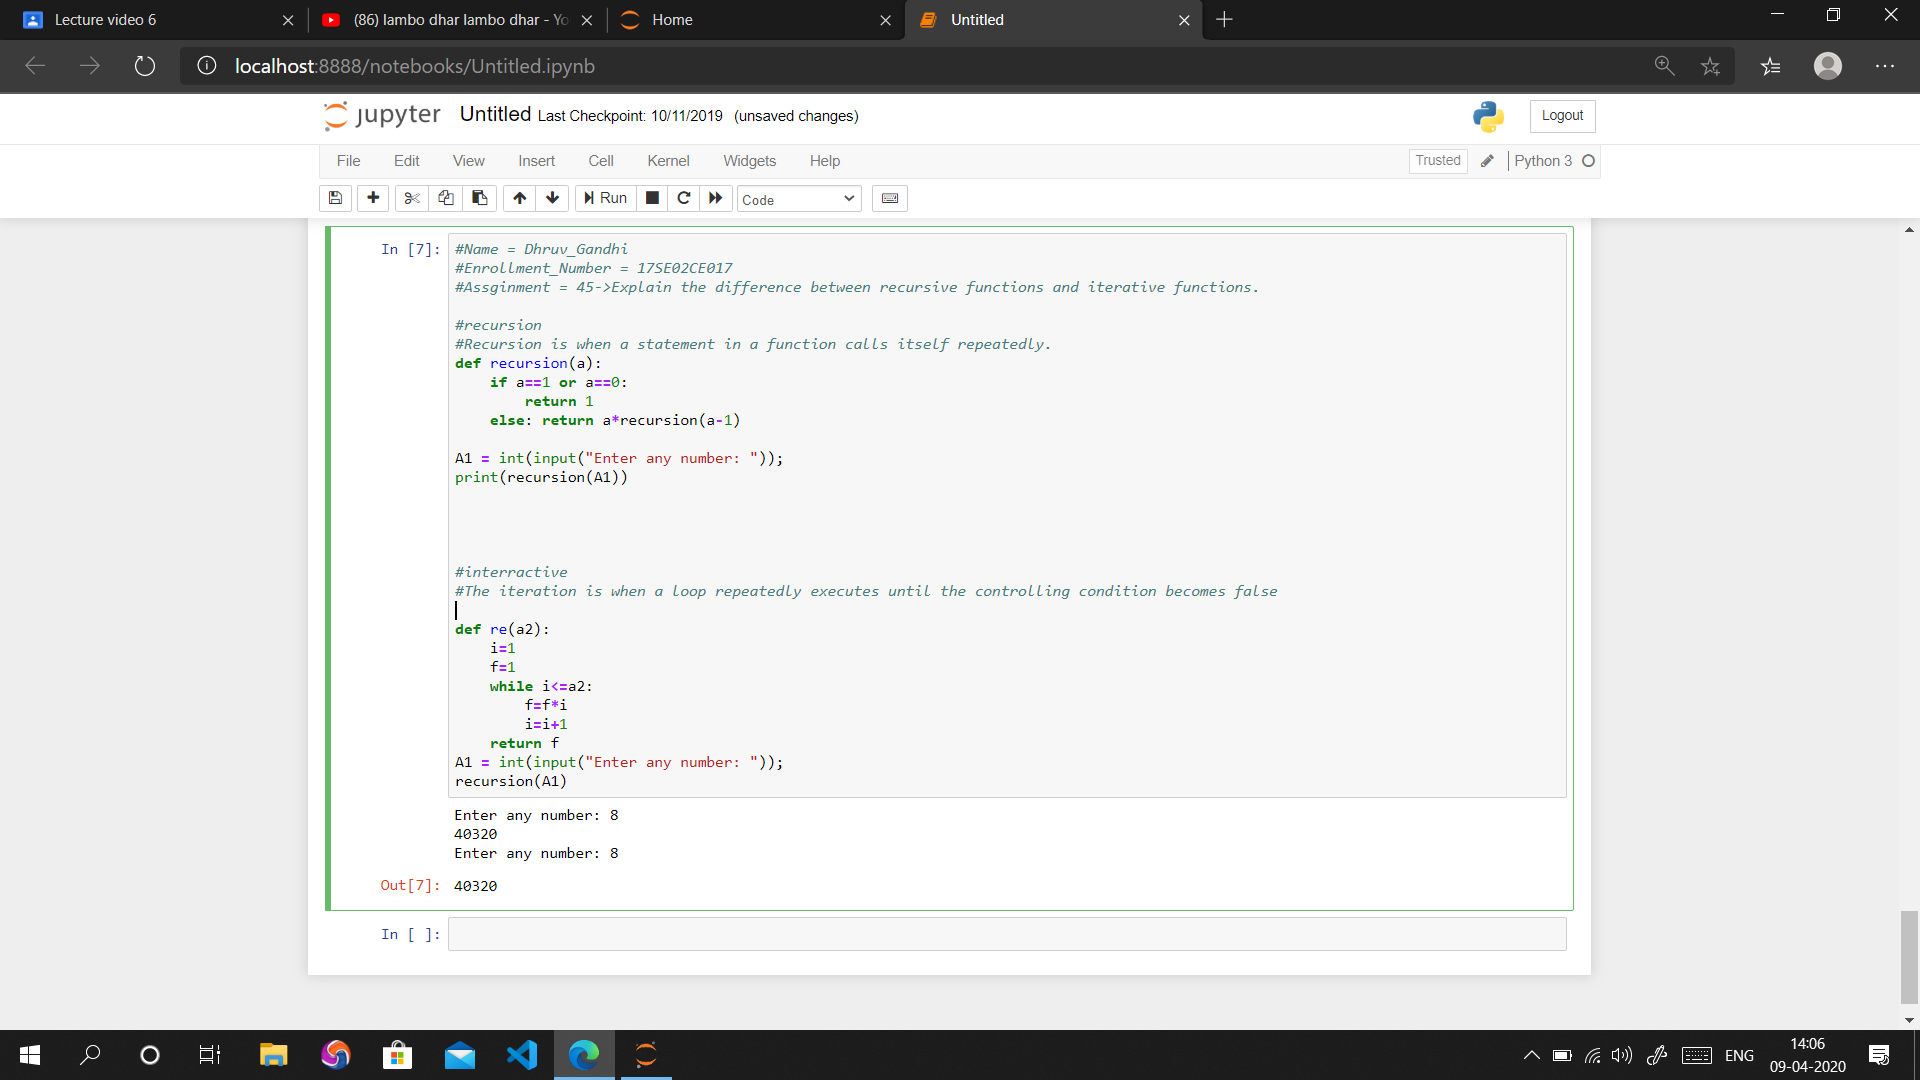 Lecture video 6
(86) lambo dhar lambo dhar - Yo
Home
Untitled
localhost:8888/notebooks/Untitled.ipynb
jupyter Untitled Last Checkpoint: 10/11/2019 (unsaved changes)
Logout
File Edit View Insert Cell Kernel Widgets Help
Trusted Python 3
Run Code
In [7]:
#Name = Dhruv_Gandhi
#Enrollment_Number = 17SE02CE017
#Assginment = 45->Explain the difference between recursive functions and iterative functions.
#recursion
#Recursion is when a statement in a function calls itself repeatedly.
def recursion(a):
    if a==1 or a==0:
        return 1
    else: return a*recursion(a-1)
A1 = int(input("Enter any number: "));
print(recursion(A1))
#interractive
#The iteration is when a loop repeatedly executes until the controlling condition becomes false
def re(a2):
    i=1
    f=1
    while i<=a2:
        f=f*i
        i=i+1
    return f
A1 = int(input("Enter any number: "));
recursion(A1)
Enter any number: 8
40320
Enter any number: 8
Out[7]: 40320
In [ ]:
ENG
14:06
09-04-2020